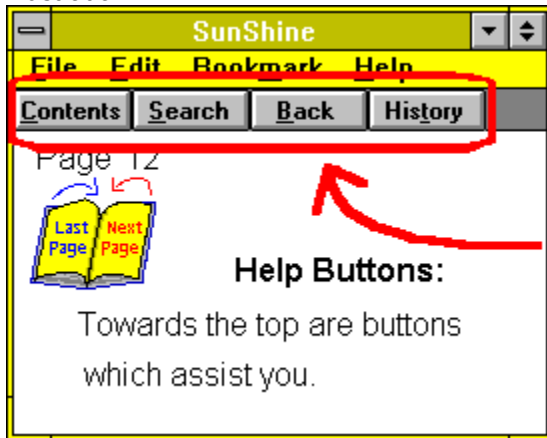 SunShine
File Edit Bookmark Help
Contents Search Back History
Page 12
Last Page
Next Page
Help Buttons:
Towards the top are buttons
which assist you.